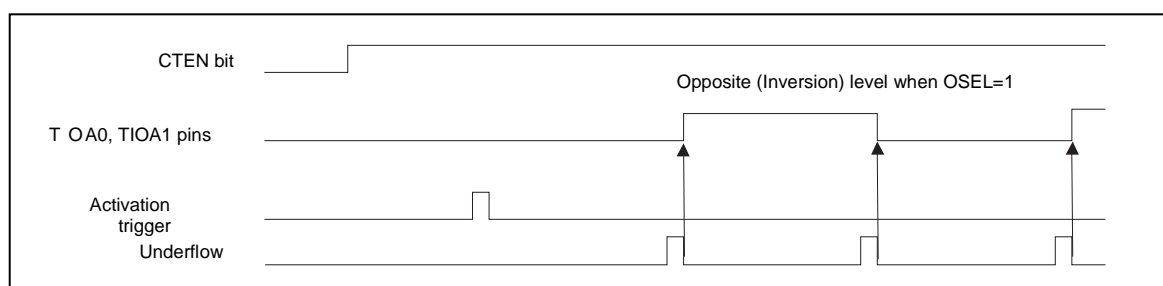 CTEN bit
Opposite (Inversion) level when OSEL=1
T OA0, TIOA1 pins
Activation
trigger
Underflow